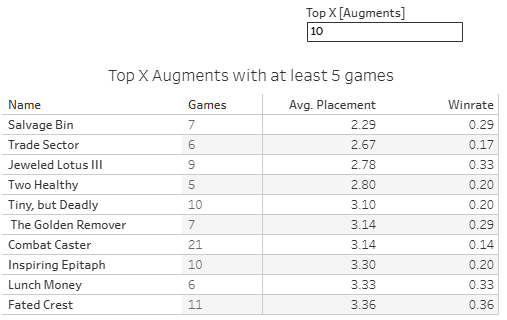 Top X [Augments]
10
Top X Augments with at least 5 games
Name Games Avg. Placement Winrate
Salvage Bin 7 2.29 0.29
Trade Sector 6 2.67 0.17
Jeweled Lotus III 9 2.78 0.33
Two Healthy 5 2.80 0.20
Tiny, but Deadly 10 3.10 0.20
The Golden Remover 7 3.14 0.29
Combat Caster 21 3.14 0.14
Inspiring Epitaph 10 3.30 0.20
Lunch Money 6 3.33 0.33
Fated Crest 11 3.36 0.36